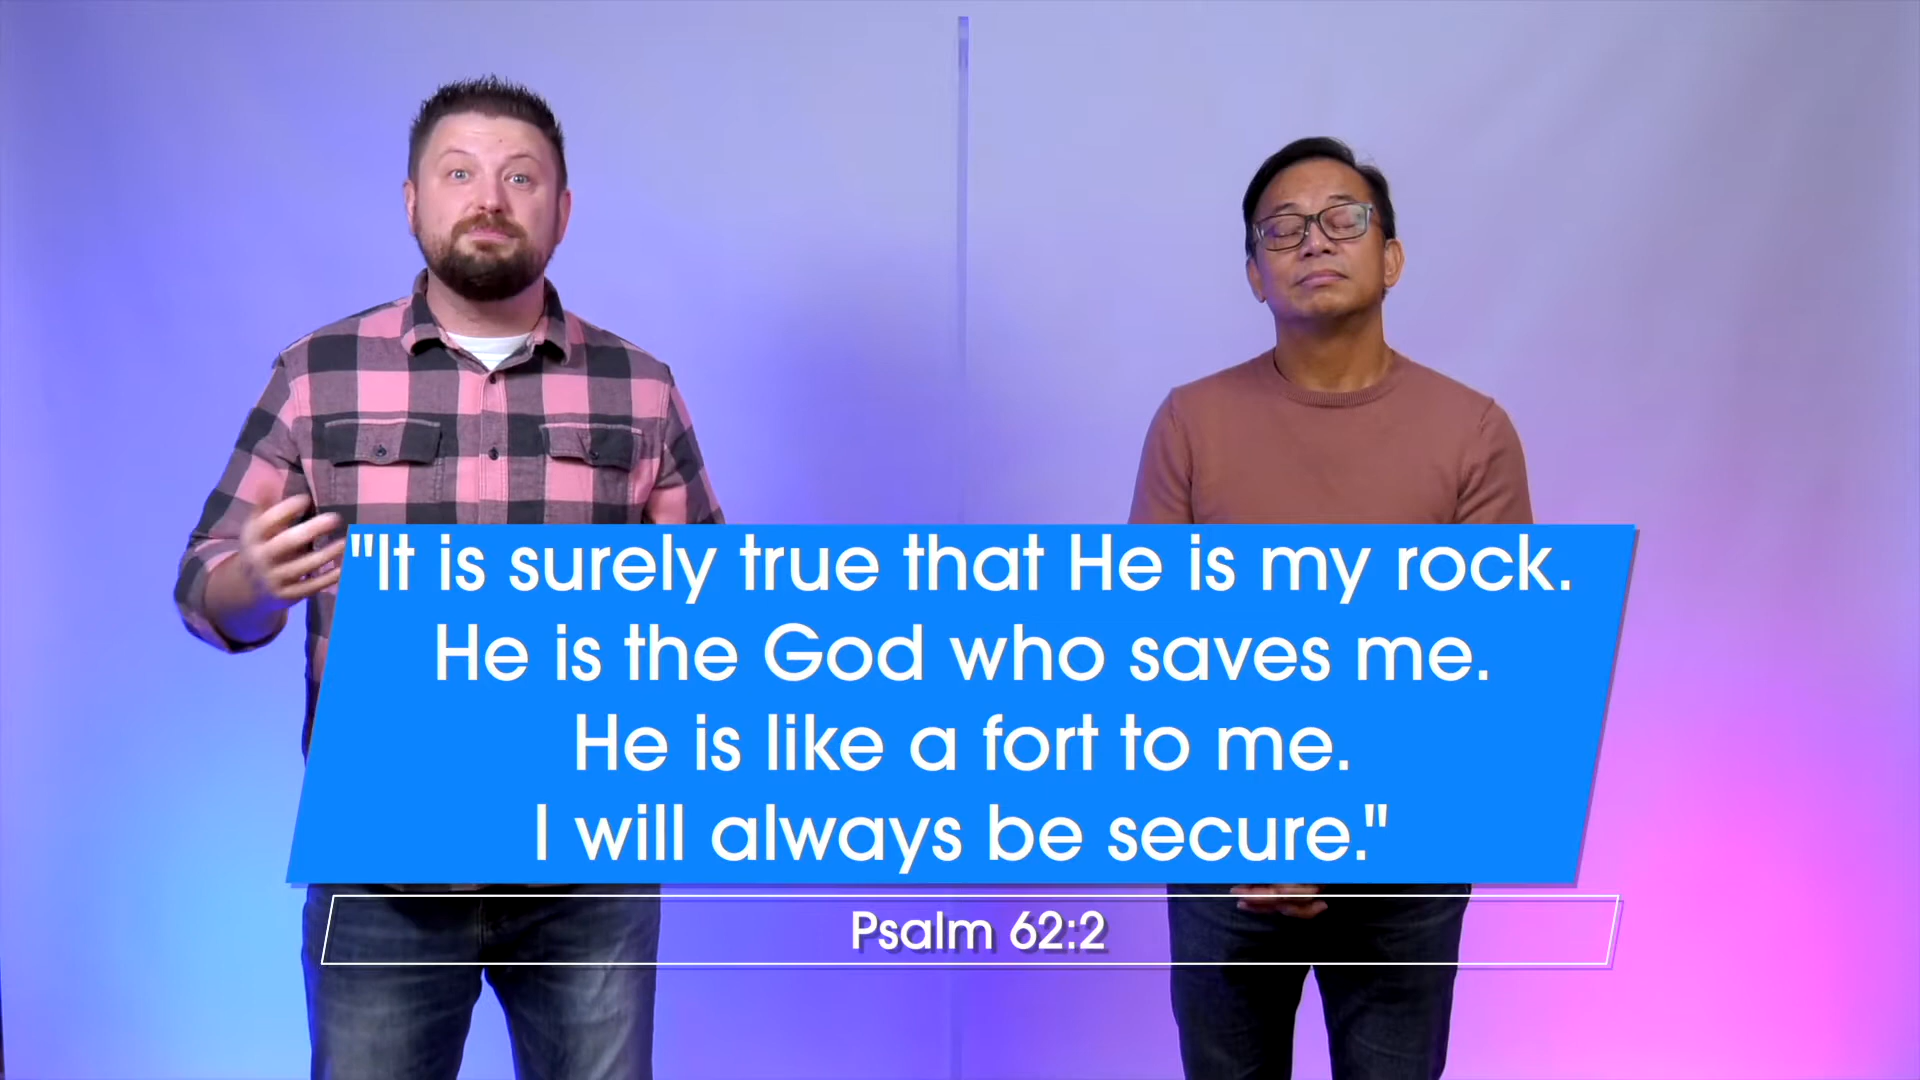 "It is surely true that He is my rock.
He is the God who saves me.
He is like a fort to me.
I will always be secure."
Psalm 62:2